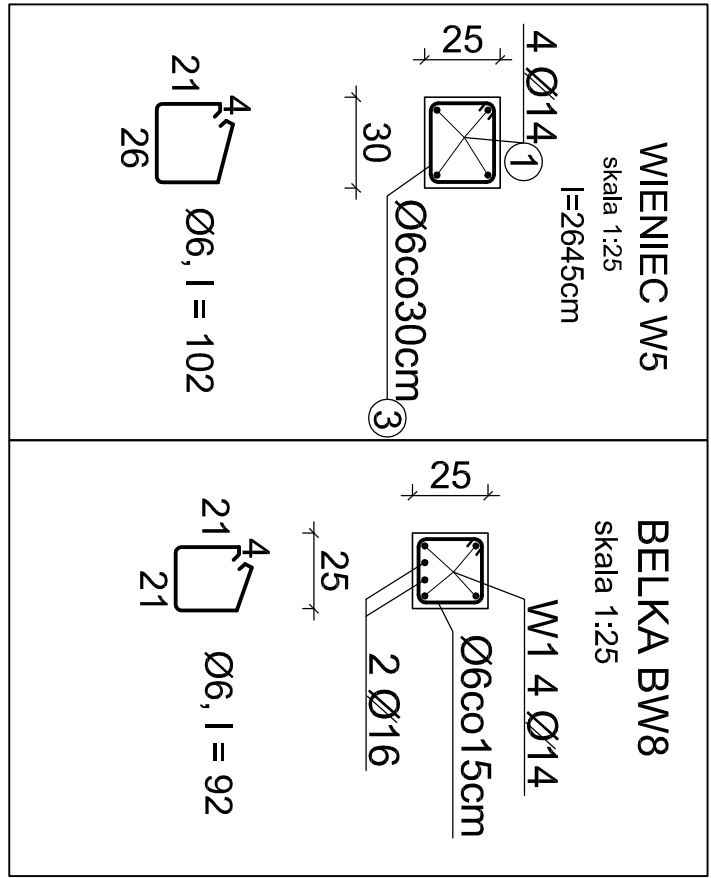 WIENIEC W5
skala 1:25
l=2645cm
4 Ø14
1
25
30
Ø6co30cm
3
4
21
26
Ø6, l = 102
BELKA BW8
skala 1:25
W1 4 Ø14
25
25
Ø6co15cm
2 Ø16
4
21
21
Ø6, l = 92